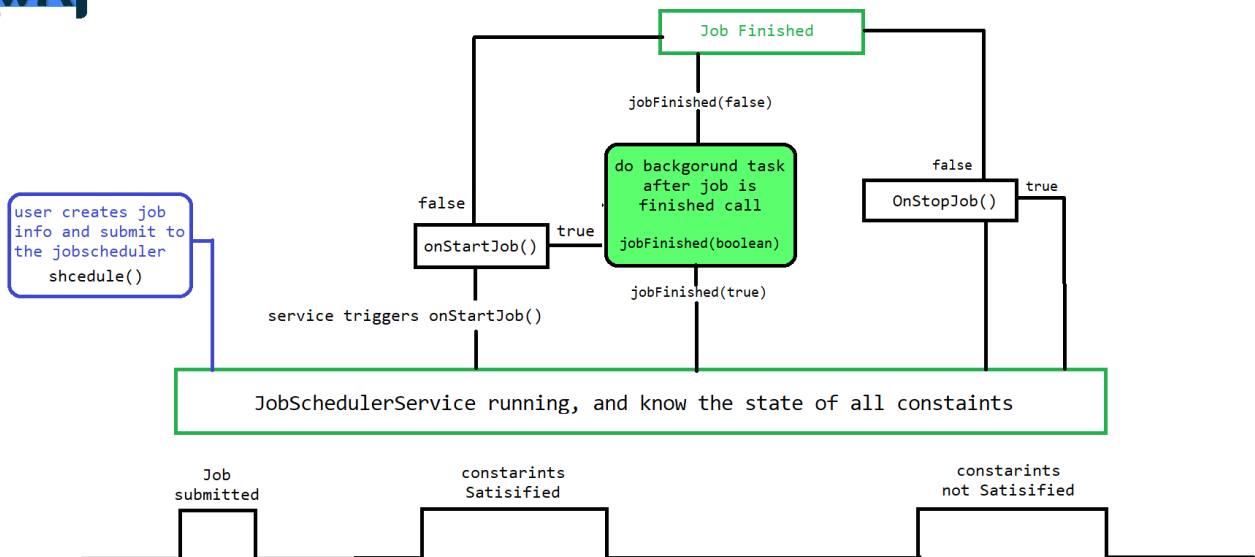 Job Finished
jobFinished(false)
do backgorund task
after job is
finished call
jobFinished(boolean)
false
OnStopJob()
true
user creates job
info and submit to
the jobscheduler
shcedule()
false
onStartJob()
true
jobFinished(true)
service triggers onStartJob()
JobSchedulerService running, and know the state of all constaints
Job
submitted
constarints
Satisified
constarints
not Satisified